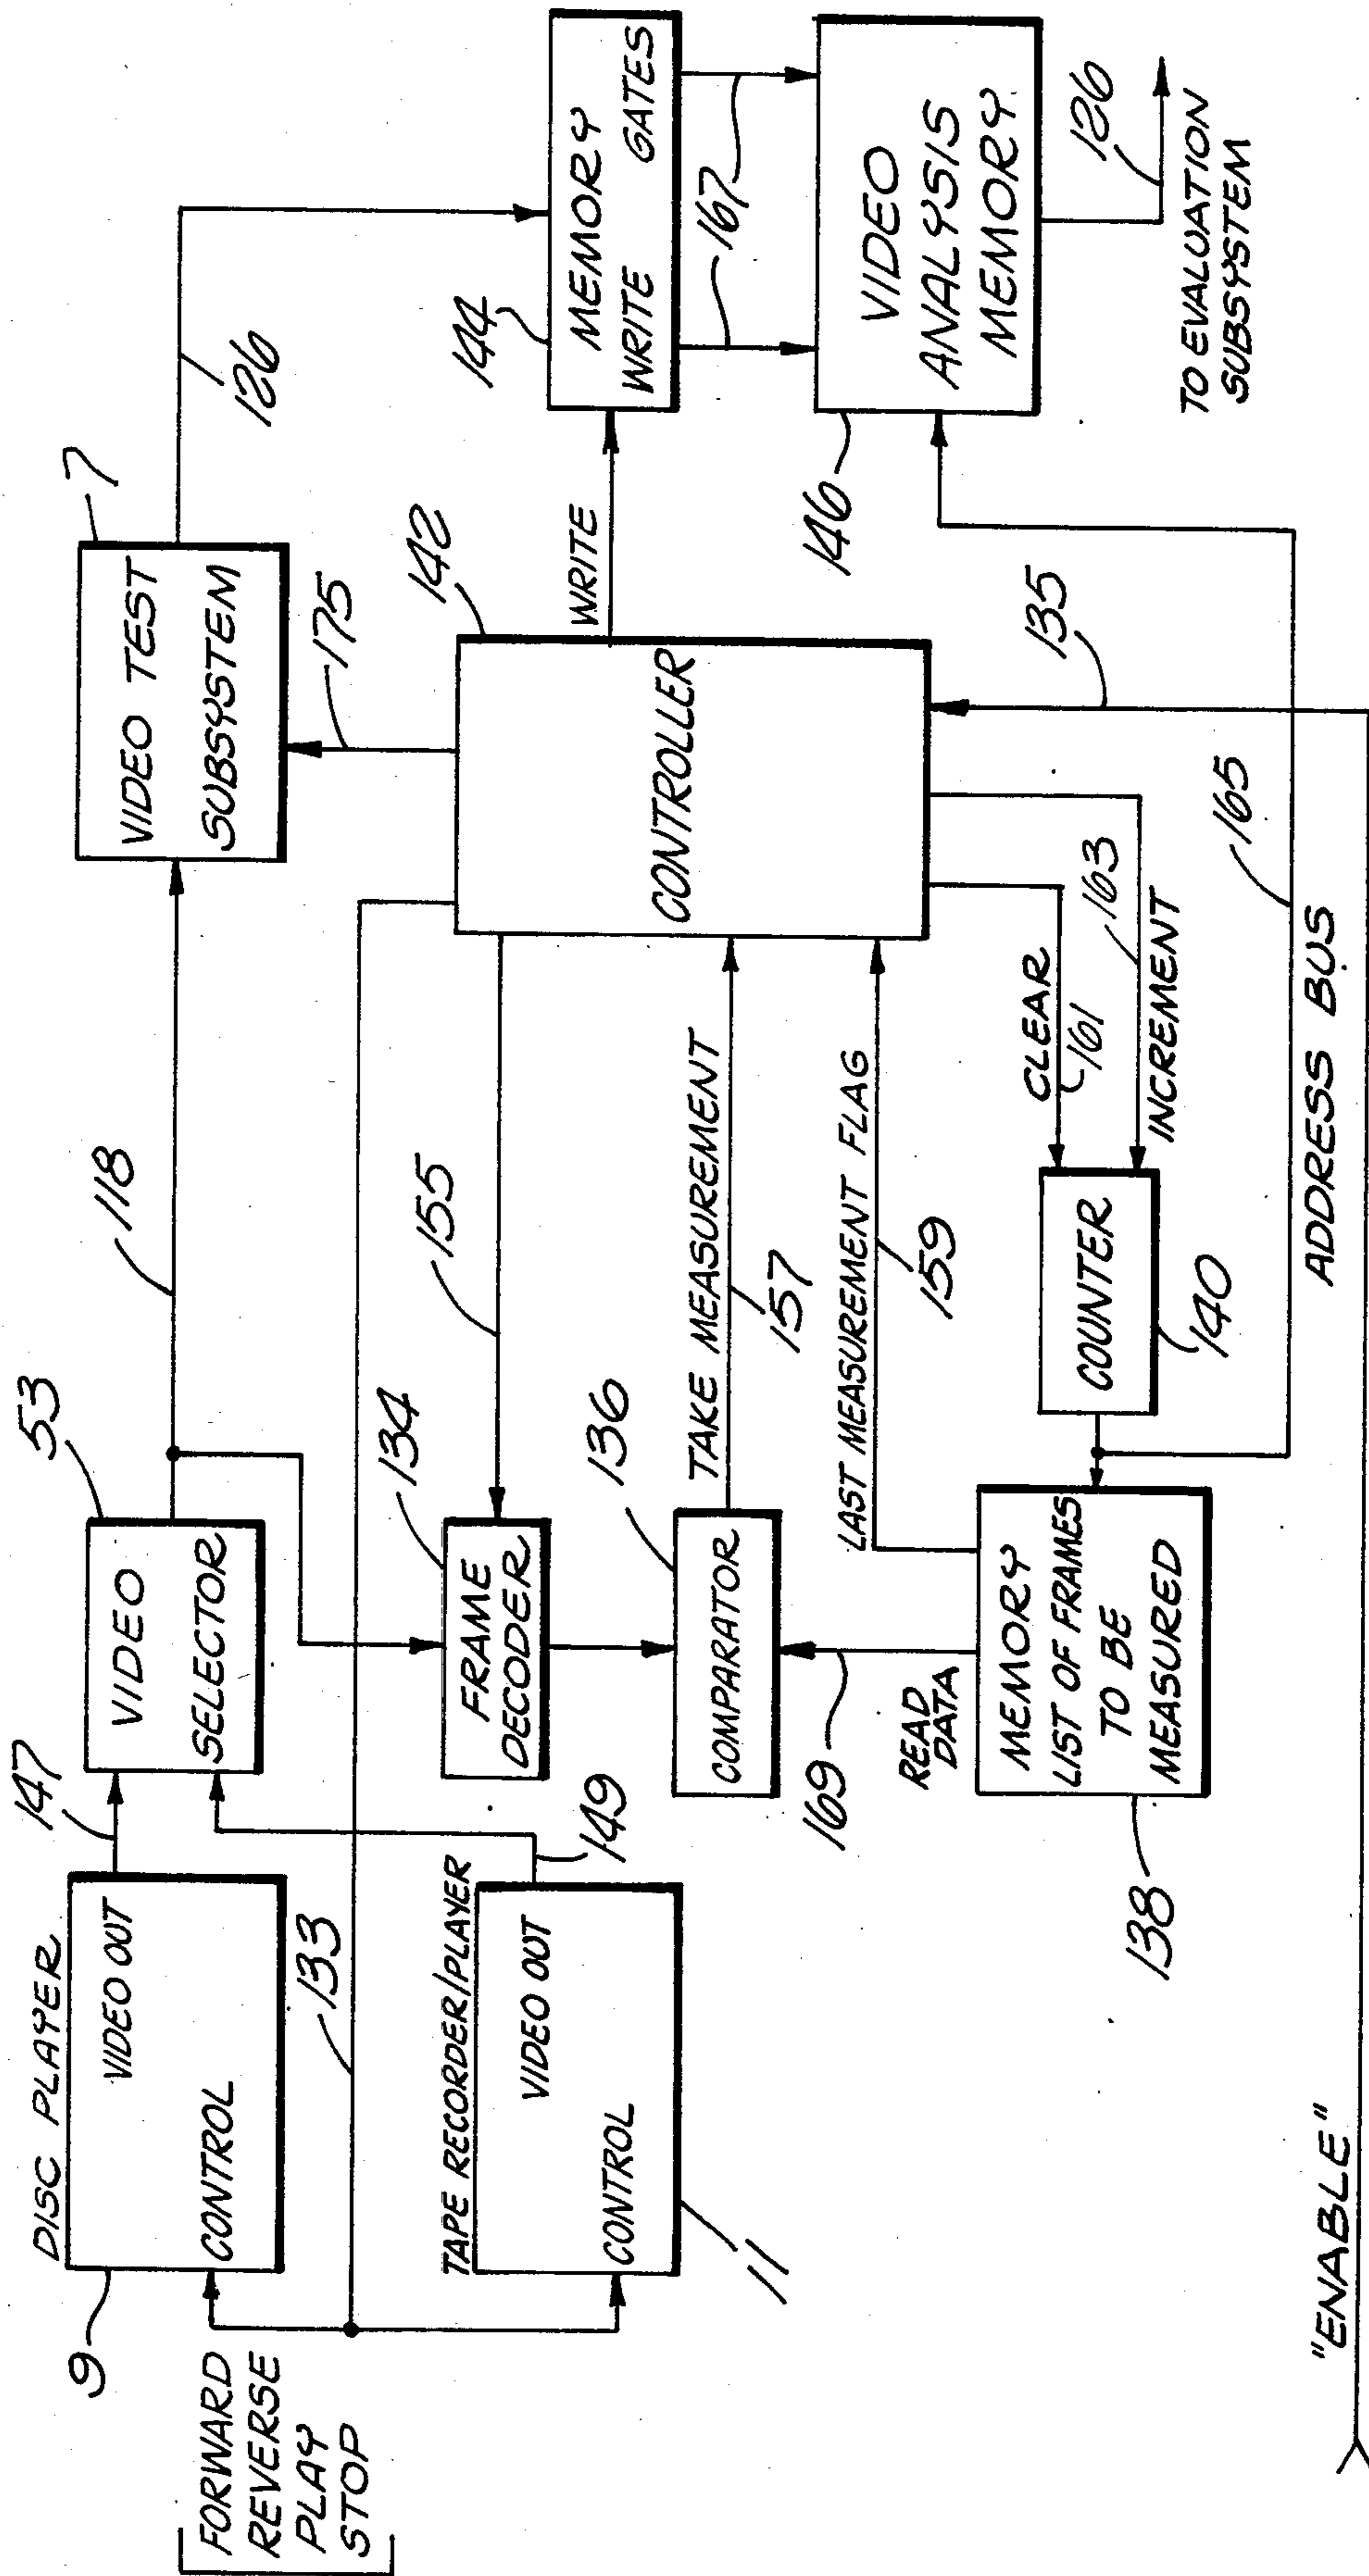 DISC PLAYER
9
VIDEO OUT
CONTROL
FORWARD
REVERSE
PLAY
STOP
133
147
VIDEO
SELECTOR
53
118
VIDEO TEST
SUBSYSTEM
7
126
175
TAPE RECORDER/PLAYER
VIDEO OUT
CONTROL
11
149
FRAME
DECODER
134
155
COMPARATOR
136
TAKE MEASUREMENT
157
CONTROLLER
142
WRITE
MEMORY
WRITE GATES
144
167
VIDEO
ANALYSIS
MEMORY
146
126
TO EVALUATION
SUBSYSTEM
READ
DATA
169
MEMORY
LIST OF FRAMES
TO BE
MEASURED
138
LAST MEASUREMENT FLAG
159
COUNTER
140
CLEAR
161
163
INCREMENT
135
165
ADDRESS BUS
"ENABLE"